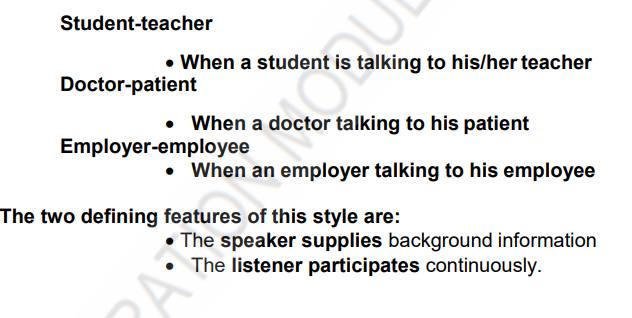 Student-teacher
• When a student is talking to his/her teacher
Doctor-patient
• When a doctor talking to his patient
Employer-employee
• When an employer talking to his employee
The two defining features of this style are:
• The speaker supplies background information
• The listener participates continuously.
RATION MODU